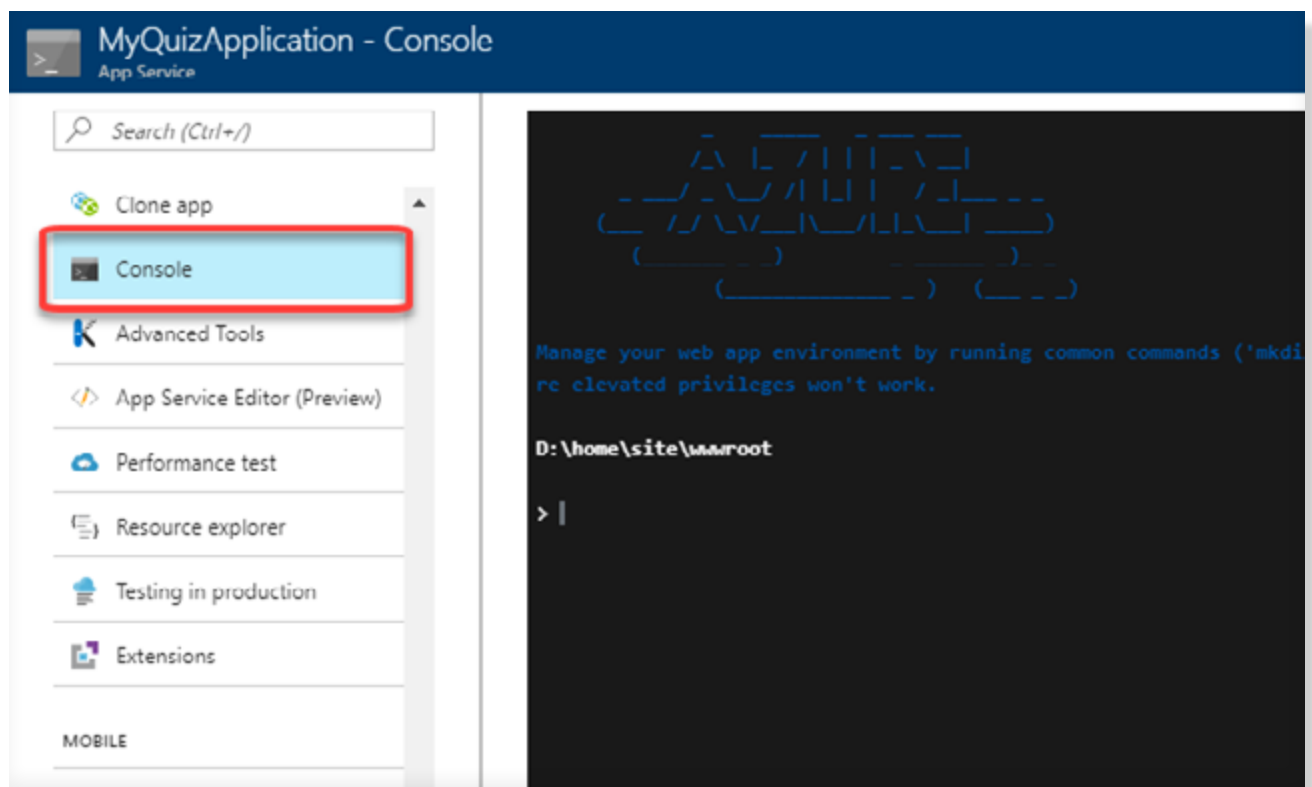 MyQuizApplication - Console
App Service
Search (Ctrl+/)
Clone app
Console
Advanced Tools
App Service Editor (Preview)
Performance test
Resource explorer
Testing in production
Extensions
MOBILE
AZURE
Manage your web app environment by running common commands ('mkdi
re elevated privileges won't work.
D:\home\site\wwwroot
>